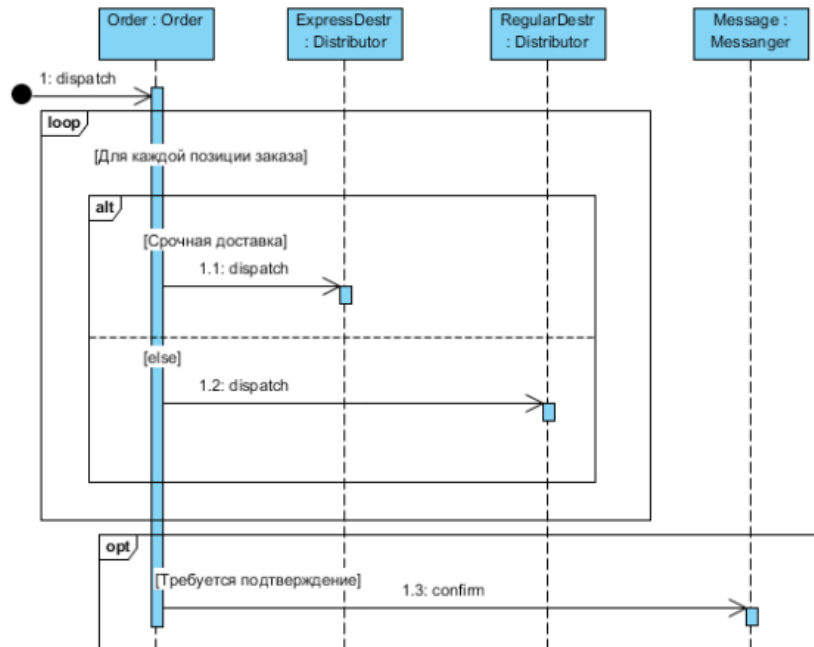 Order : Order
ExpressDestr
: Distributor
RegularDestr
: Distributor
Message :
Messanger
1: dispatch
loop
[Для каждой позиции заказа]
alt
[Срочная доставка]
1.1: dispatch
[else]
1.2: dispatch
opt
[Требуется подтверждение]
1.3: confirm